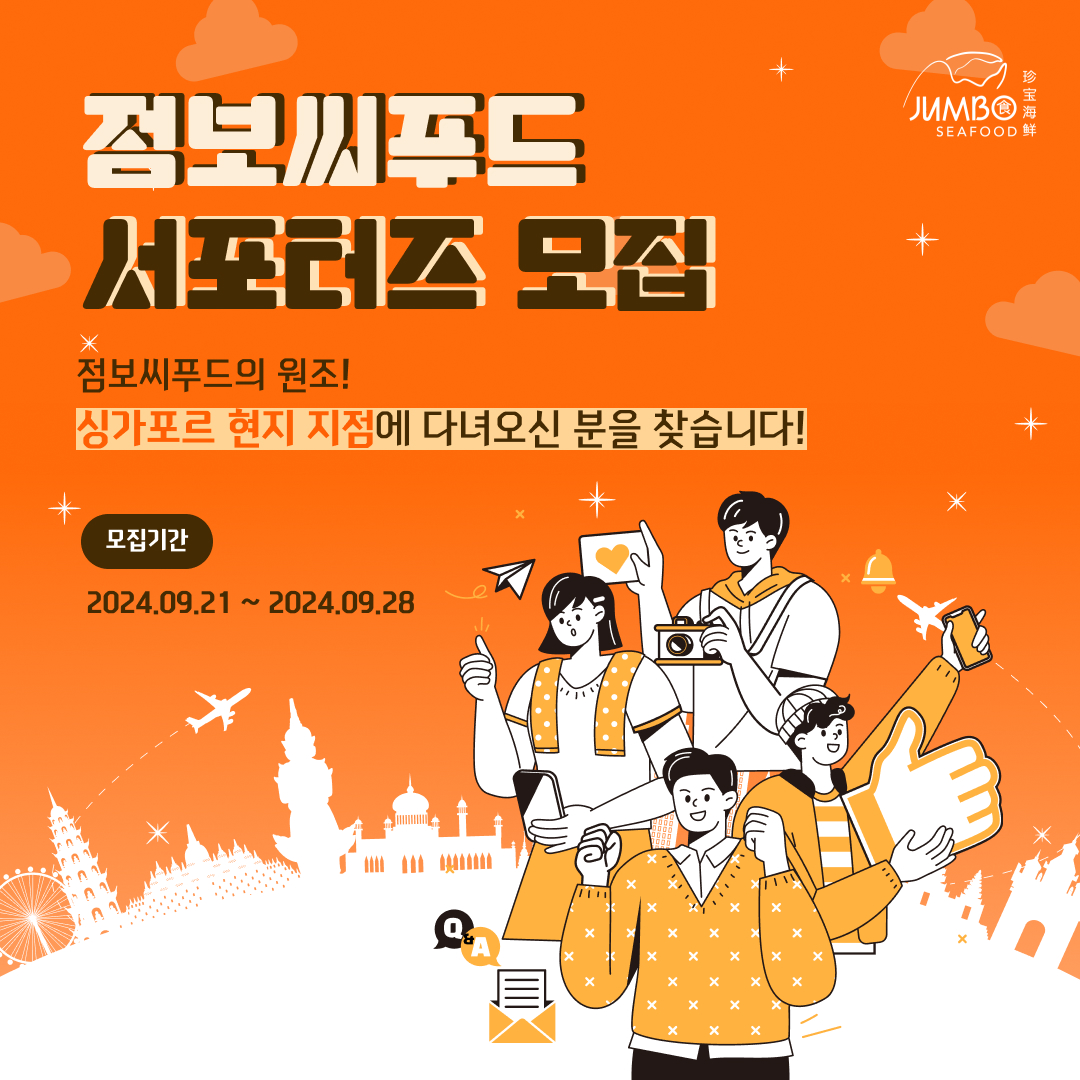 점보씨푸드
서포터즈 모집
JUMBO 食
SEAFOOD
珍宝海鲜
점보씨푸드의 원조!
싱가포르 현지 지점에 다녀오신 분을 찾습니다!
모집기간
2024.09.21 ~ 2024.09.28
Q&A